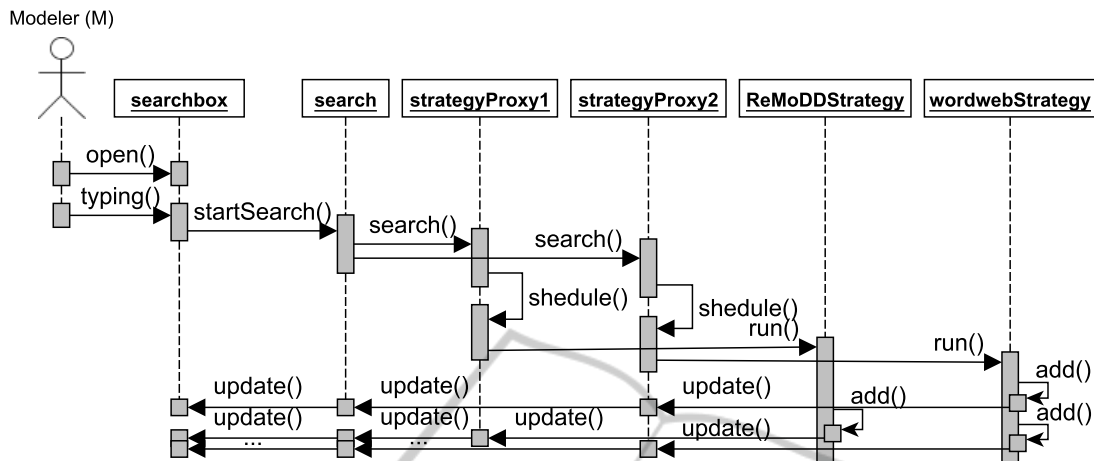 Modeler (M)
searchbox
search
strategyProxy1
strategyProxy2
ReMoDDStrategy
wordwebStrategy
open()
typing()
startSearch()
search()
search()
shedule()
shedule()
run()
run()
add()
update()
update()
update()
add()
add()
update()
update()
update()
update()
...
...